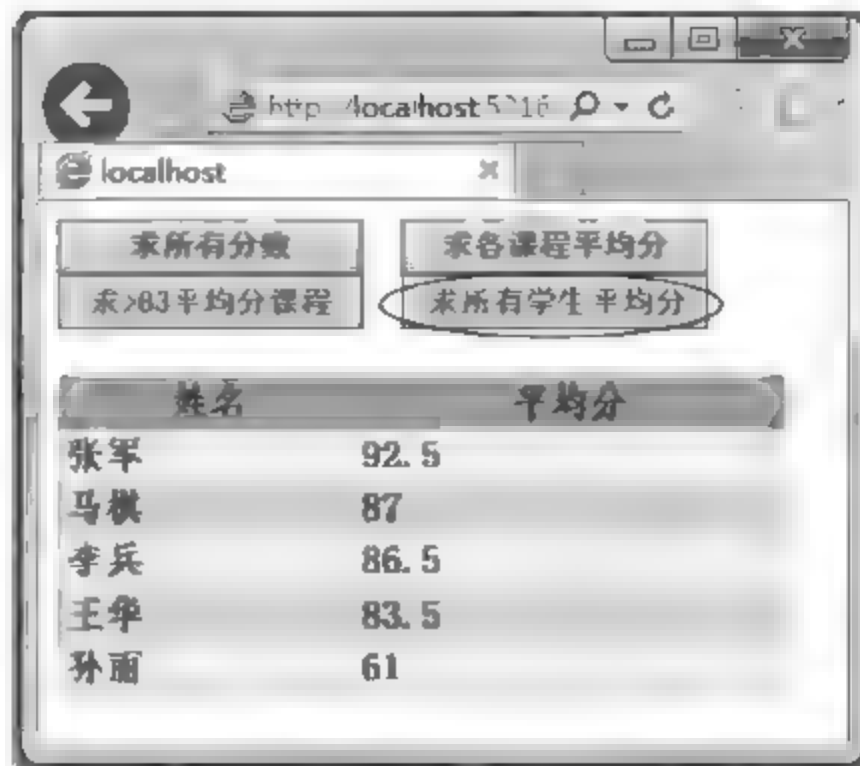 localhost
求所有分数 求各课程平均分
求>83平均分课程 求所有学生平均分
姓名 平均分
张军 92.5
马棋 87
李兵 86.5
王华 83.5
孙雨 61